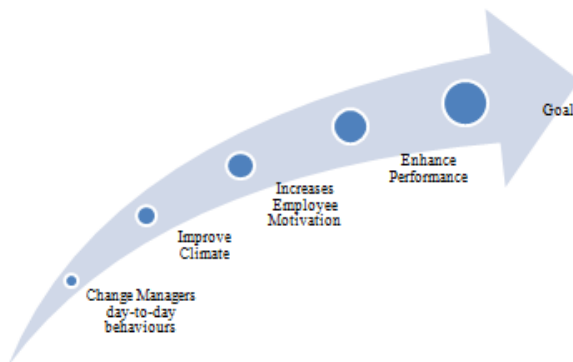 Change Managers
day-to-day
behaviours
Improve
Climate
Increases
Employee
Motivation
Enhance
Performance
Goal